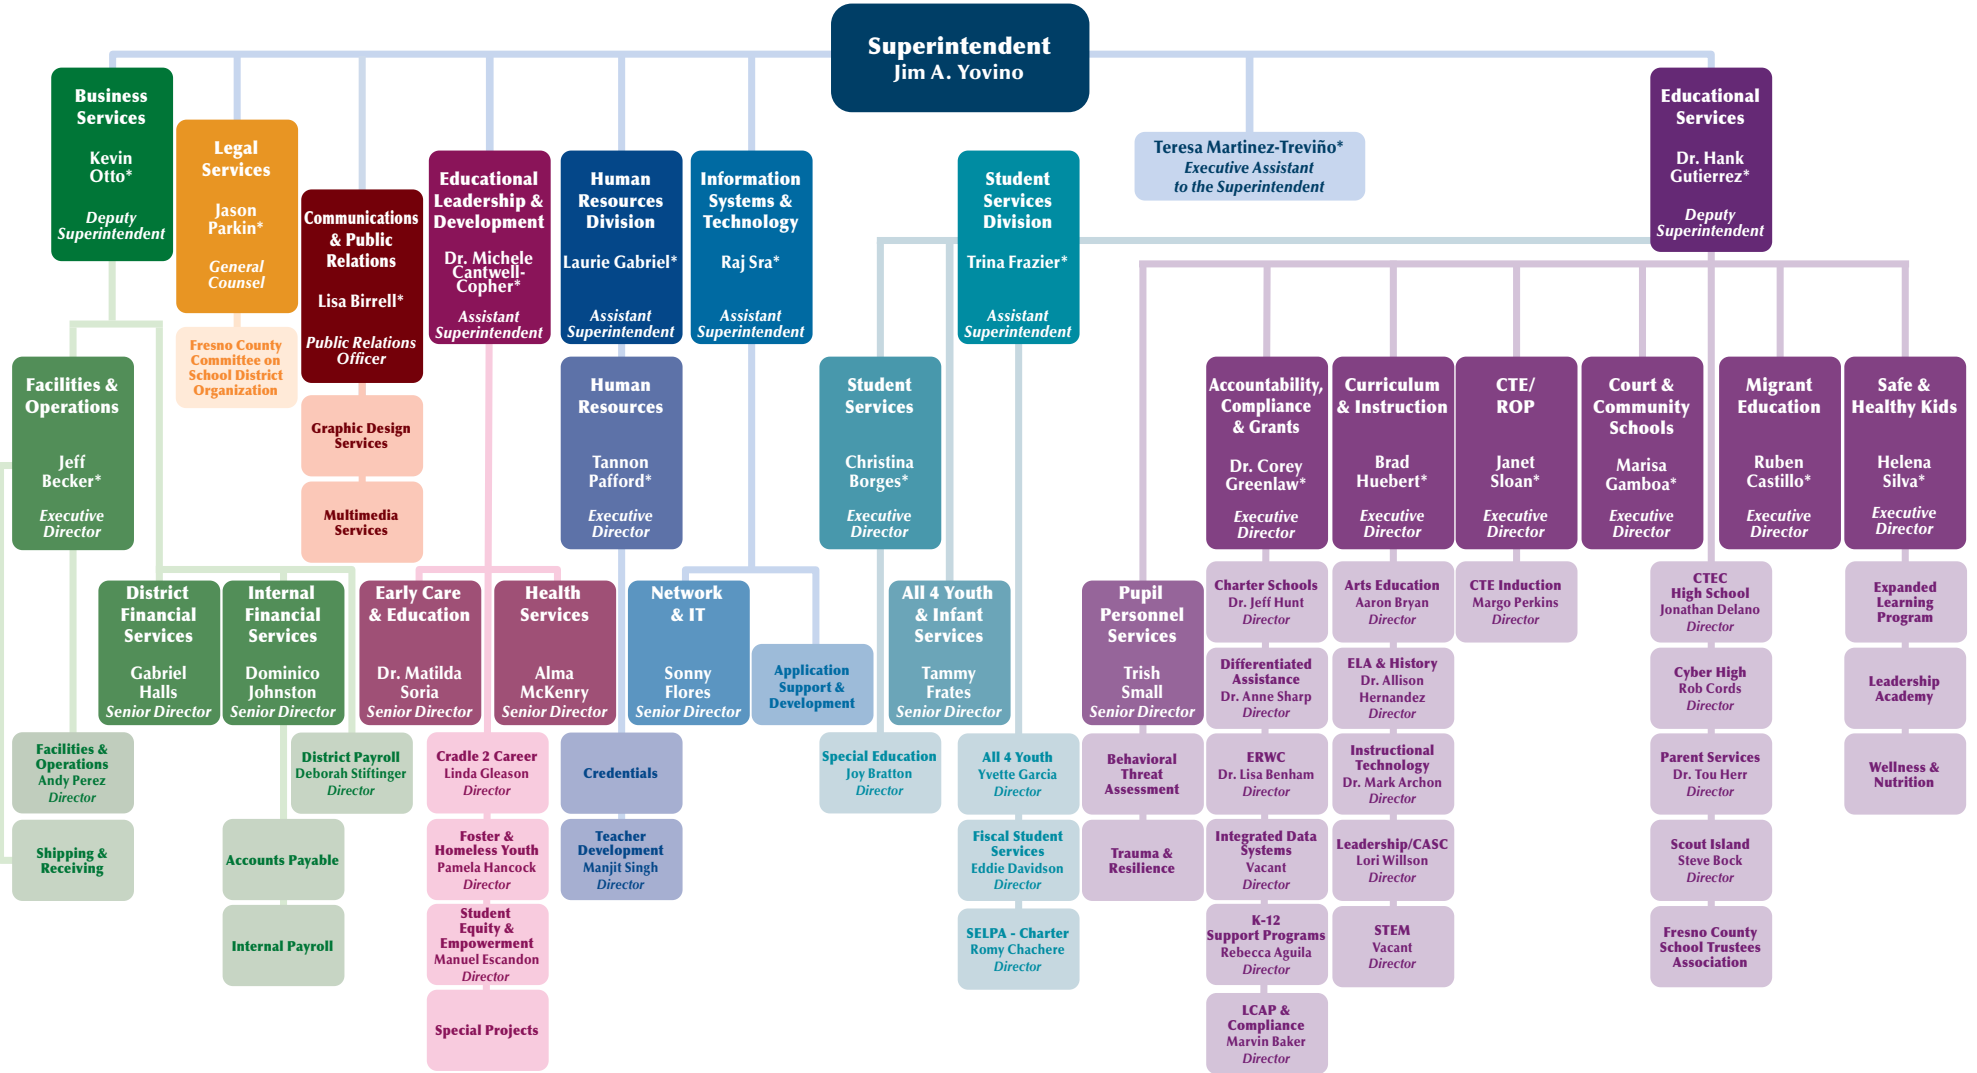 Superintendent
Jim A. Yovino
Business
Services
Kevin
Otto*
Deputy
Superintendent
Legal
Services
Jason
Parkin*
General
Counsel
Fresno County
Committee on
School District
Organization
Communications
& Public
Relations
Lisa Birrell*
Public Relations
Officer
Graphic Design
Services
Multimedia
Services
Educational
Leadership &
Development
Dr. Michele
Cantwell-
Copher*
Assistant
Superintendent
Human
Resources
Division
Laurie Gabriel*
Assistant
Superintendent
Information
Systems &
Technology
Raj Sra*
Assistant
Superintendent
Student
Services
Division
Trina Frazier*
Assistant
Superintendent
Teresa Martinez-Treviño*
Executive Assistant
to the Superintendent
Educational
Services
Dr. Hank
Gutierrez*
Deputy
Superintendent
Facilities &
Operations
Jeff
Becker*
Executive
Director
Human
Resources
Tannon
Pafford*
Executive
Director
Student
Services
Christina
Borges*
Executive
Director
Accountability,
Compliance
& Grants
Dr. Corey
Greenlaw*
Executive
Director
Curriculum
& Instruction
Brad
Huebert*
Executive
Director
CTE/
ROP
Janet
Sloan*
Executive
Director
Court &
Community
Schools
Marisa
Gamboa*
Executive
Director
Migrant
Education
Ruben
Castillo*
Executive
Director
Safe &
Healthy Kids
Helena
Silva*
Executive
Director
District
Financial
Services
Gabriel
Halls
Senior Director
Internal
Financial
Services
Dominico
Johnston
Senior Director
Early Care
& Education
Dr. Matilda
Soria
Senior Director
Health
Services
Alma
McKenry
Senior Director
Network
& IT
Sonny
Flores
Senior Director
Application
Support &
Development
All 4 Youth
& Infant
Services
Tammy
Frates
Senior Director
Pupil
Personnel
Services
Trish
Small
Senior Director
Facilities &
Operations
Andy Perez
Director
Shipping &
Receiving
District Payroll
Deborah Stiftinger
Director
Accounts Payable
Internal Payroll
Cradle 2 Career
Linda Gleason
Director
Foster &
Homeless Youth
Pamela Hancock
Director
Student
Equity &
Empowerment
Manuel Escandon
Director
Special Projects
Credentials
Teacher
Development
Manjit Singh
Director
Special Education
Joy Bratton
Director
All 4 Youth
Yvette Garcia
Director
Fiscal Student
Services
Eddie Davidson
Director
SELPA - Charter
Romy Chachere
Director
Behavioral
Threat
Assessment
Trauma &
Resilience
Charter Schools
Dr. Jeff Hunt
Director
Differentiated
Assistance
Dr. Anne Sharp
Director
ERWC
Dr. Lisa Benham
Director
Integrated Data
Systems
Vacant
Director
K-12
Support Programs
Rebecca Aguila
Director
LCAP &
Compliance
Marvin Baker
Director
Arts Education
Aaron Bryan
Director
ELA & History
Dr. Allison
Hernandez
Director
Instructional
Technology
Dr. Mark Archon
Director
Leadership/CASC
Lori Willson
Director
STEM
Vacant
Director
CTE Induction
Margo Perkins
Director
CTEC
High School
Jonathan Delano
Director
Cyber High
Rob Cords
Director
Parent Services
Dr. Tou Herr
Director
Scout Island
Steve Bock
Director
Fresno County
School Trustees
Association
Expanded
Learning
Program
Leadership
Academy
Wellness &
Nutrition